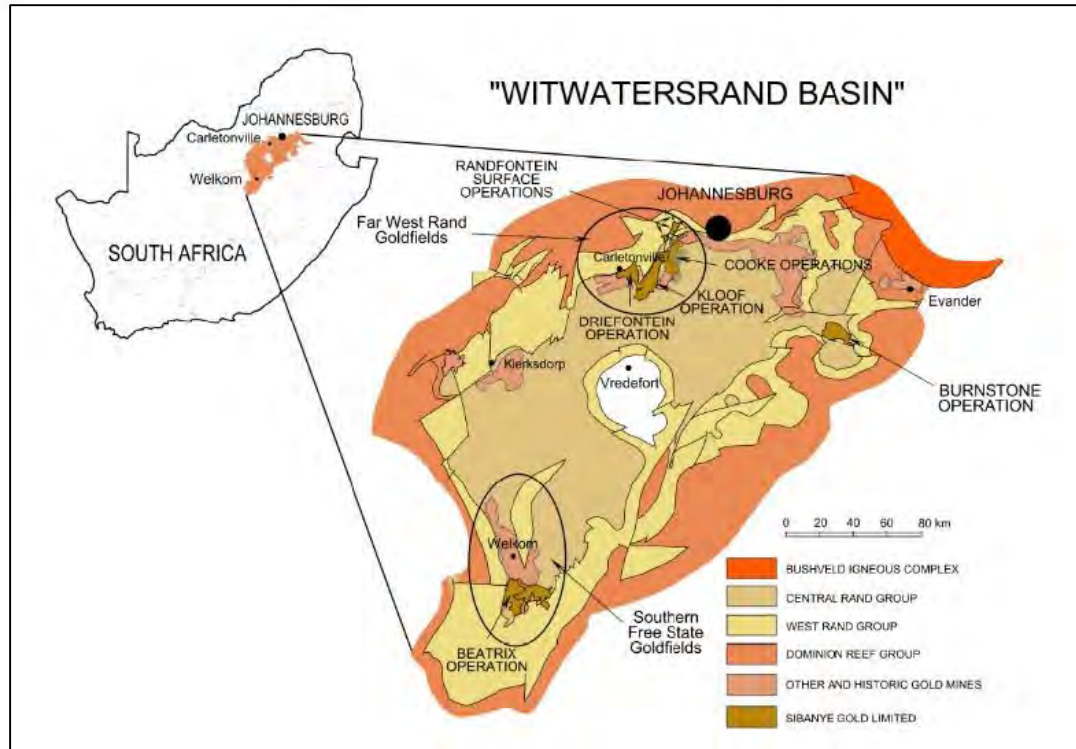 "WITWATERSRAND BASIN"
JOHANNESBURG
Carletonville
Welkom
SOUTH AFRICA
RANDFONTEIN
SURFACE
OPERATIONS
JOHANNESBURG
Far West Rand
Goldfields
Carletonville
COOKE OPERATIONS
KLOOF
OPERATION
DRIEFONTEIN
OPERATION
Evander
Klerksdorp
Vredefort
BURNSTONE
OPERATION
Welkom
Southern
Free State
Goldfields
BEATRIX
OPERATION
0 20 40 60 80 km
BUSHVELD IGNEOUS COMPLEX
CENTRAL RAND GROUP
WEST RAND GROUP
DOMINION REEF GROUP
OTHER AND HISTORIC GOLD MINES
SIBANYE GOLD LIMITED